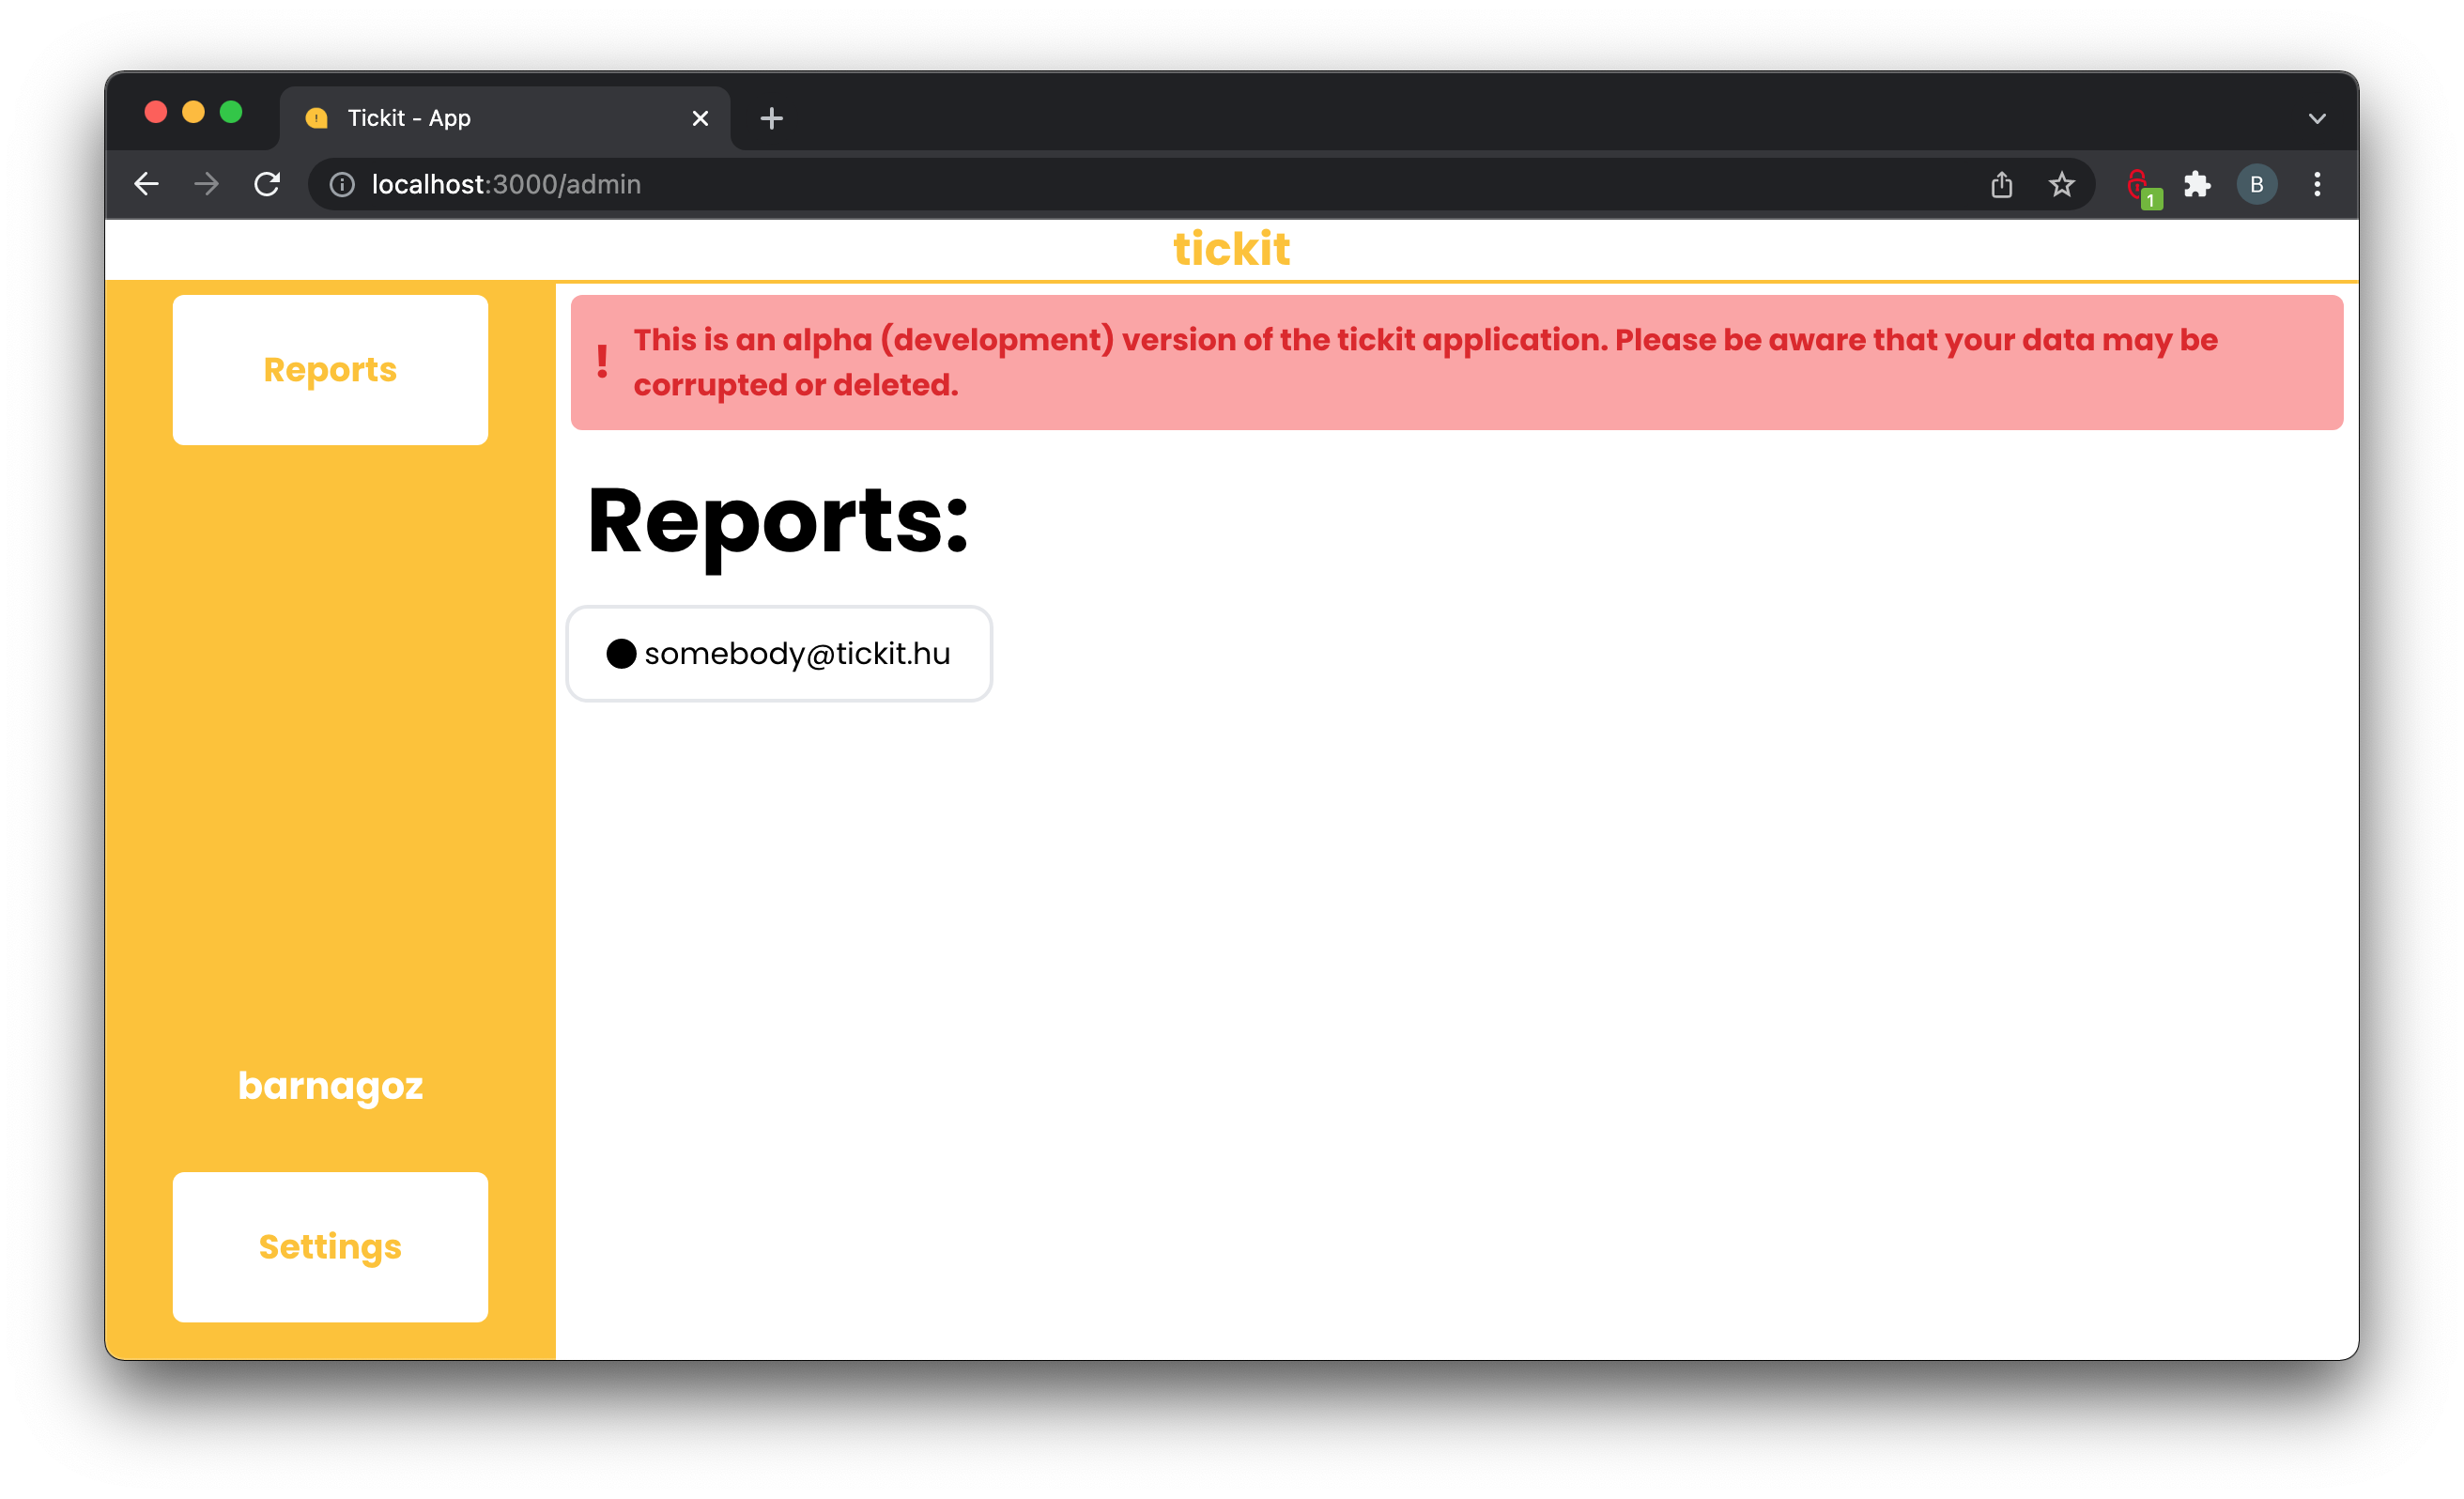 Tickit - App
localhost:3000/admin
1
B
tickit
Reports
! This is an alpha (development) version of the tickit application. Please be aware that your data may be
corrupted or deleted.
Reports:
somebody@tickit.hu
barnagoz
Settings